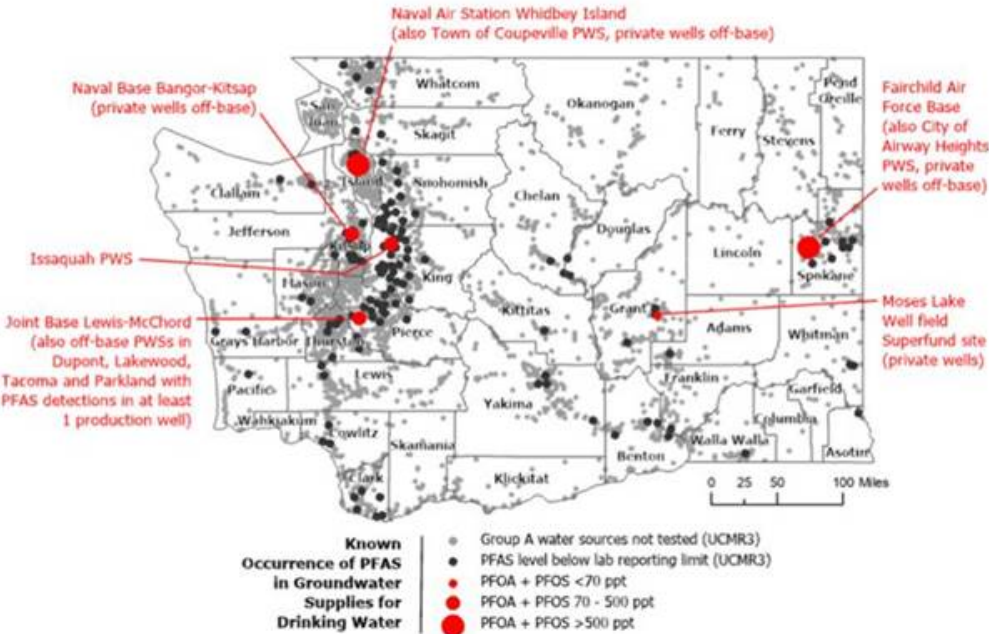 Naval Air Station Whidbey Island
(also Town of Coupeville PWS, private wells off-base)
Naval Base Bangor-Kitsap
(private wells off-base)
Fairchild Air
Force Base
(also City of
Airway Heights
PWS, private
wells off-base)
Whatcom
San
Juan
Okanogan
Pend
Oreille
Skagit
Ferry
Stevens
Island
Clallam
Snohomish
Chelan
Jefferson
Douglas
Kitsap
Lincoln
Spokane
Issaquah PWS
Mason
King
Kittitas
Grant
Adams
Whitman
Moses Lake
Well field
Superfund site
(private wells)
Joint Base Lewis-McChord
(also off-base PWSs in
Dupont, Lakewood,
Tacoma and Parkland with
PFAS detections in at least
1 production well)
Grays Harbor
Thurston
Pierce
Pacific
Lewis
Yakima
Franklin
Garfield
Columbia
Wahkiakum
Cowlitz
Skamania
Benton
Walla Walla
Asotin
Clark
Klickitat
0 25 50 100 Miles
Known
Occurrence of PFAS
in Groundwater
Supplies for
Drinking Water
Group A water sources not tested (UCMR3)
PFAS level below lab reporting limit (UCMR3)
PFOA + PFOS <70 ppt
PFOA + PFOS 70 - 500 ppt
PFOA + PFOS >500 ppt